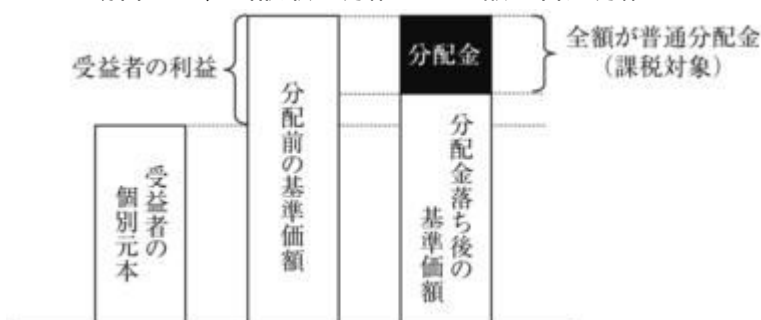 受益者の利益
分配金
全額が普通分配金
（課税対象）
受益者の
個別元本
分配前の基準価額
分配金落ち後の
基準価額